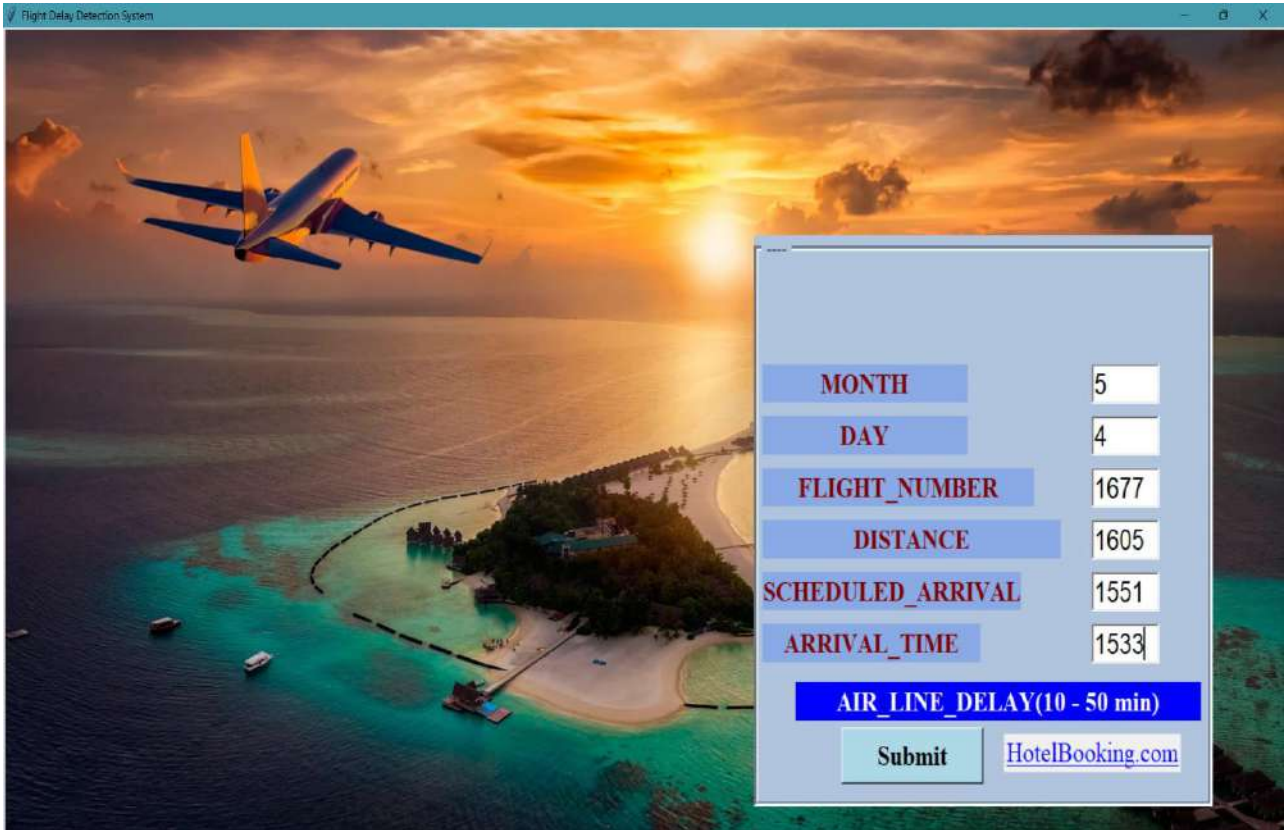 Flight Delay Detection System
MONTH 5
DAY 4
FLIGHT_NUMBER 1677
DISTANCE 1605
SCHEDULED_ARRIVAL 1551
ARRIVAL_TIME 1533
AIR_LINE_DELAY(10 - 50 min)
Submit HotelBooking.com